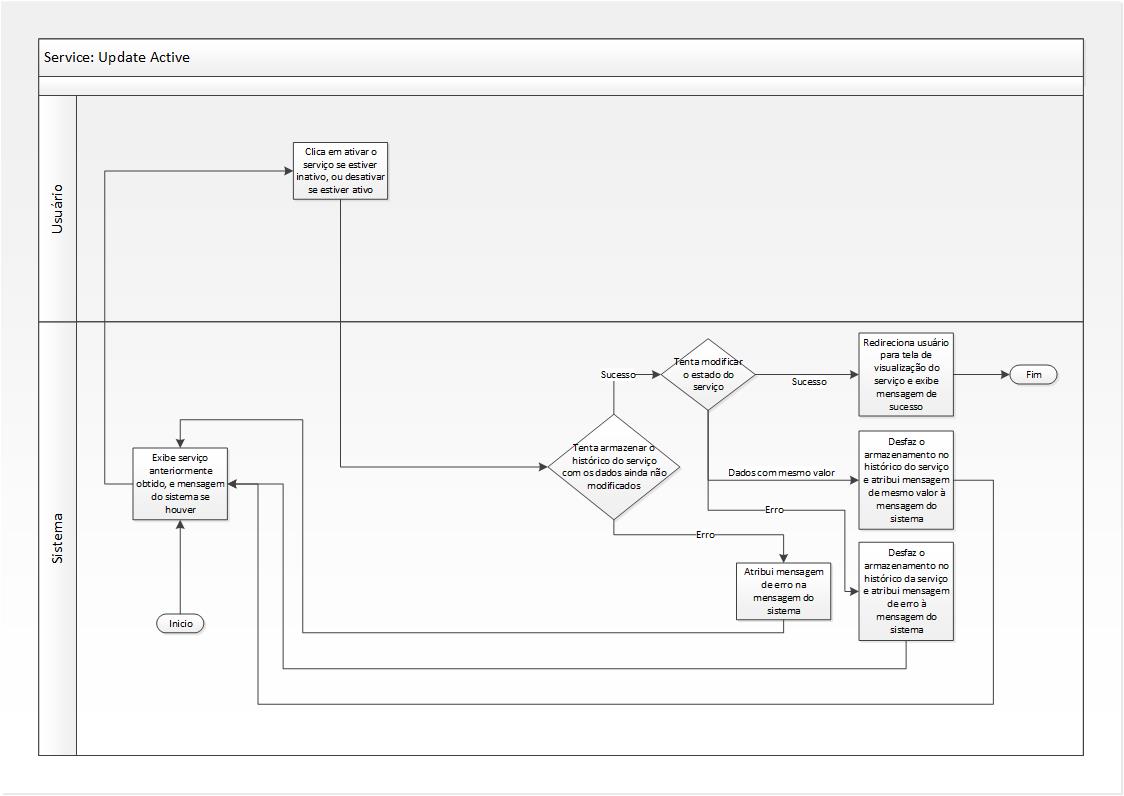 Service: Update Active
Usuário
Clica em ativar o
serviço se estiver
inativo, ou desativar
se estiver ativo
Sistema
Inicio
Exibe serviço
anteriormente
obtido, e mensagem
do sistema se
houver
Tenta armazenar o
histórico do serviço
com os dados ainda não
modificados
Sucesso
Erro
Tenta modificar
o estado do
serviço
Sucesso
Dados com mesmo valor
Erro
Atribui mensagem
de erro na
mensagem do
sistema
Redireciona usuário
para tela de
visualização do
serviço e exibe
mensagem de
sucesso
Fim
Desfaz o
armazenamento no
histórico do serviço
e atribui mensagem
de mesmo valor à
mensagem do
sistema
Desfaz o
armazenamento no
histórico da serviço
e atribui mensagem
de erro à
mensagem do
sistema